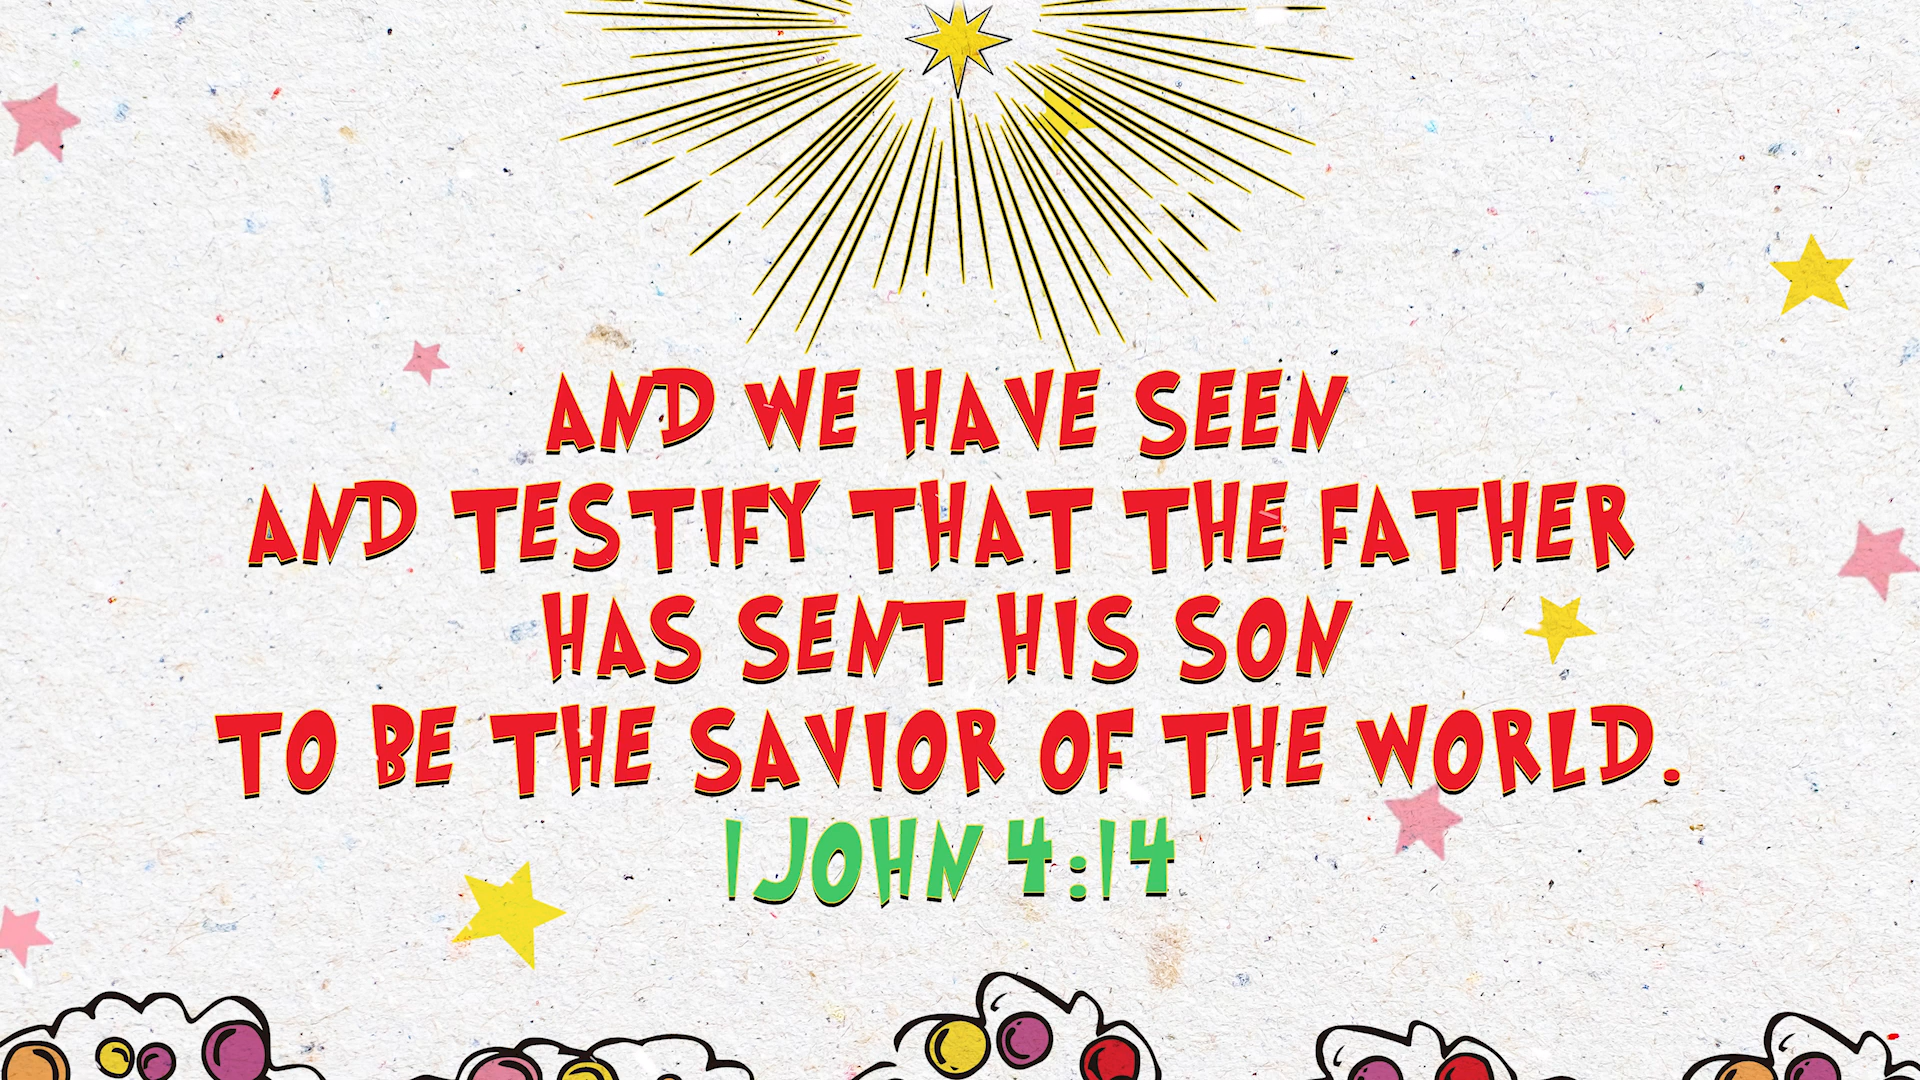 AND WE HAVE SEEN
AND TESTIFY THAT THE FATHER
HAS SENT HIS SON
TO BE THE SAVIOR OF THE WORLD.
1 JOHN 4:14